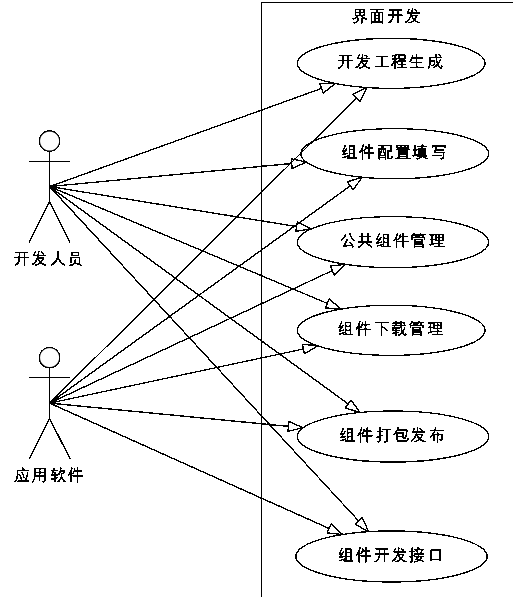 界面开发
开发工程生成
组件配置填写
公共组件管理
开发人员
组件下载管理
组件打包发布
应用软件
组件开发接口